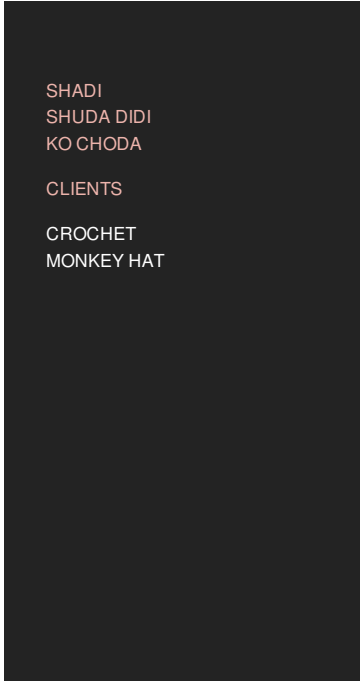 SHADI
SHUDA DIDI
KO CHODA
CLIENTS
CROCHET
MONKEY HAT